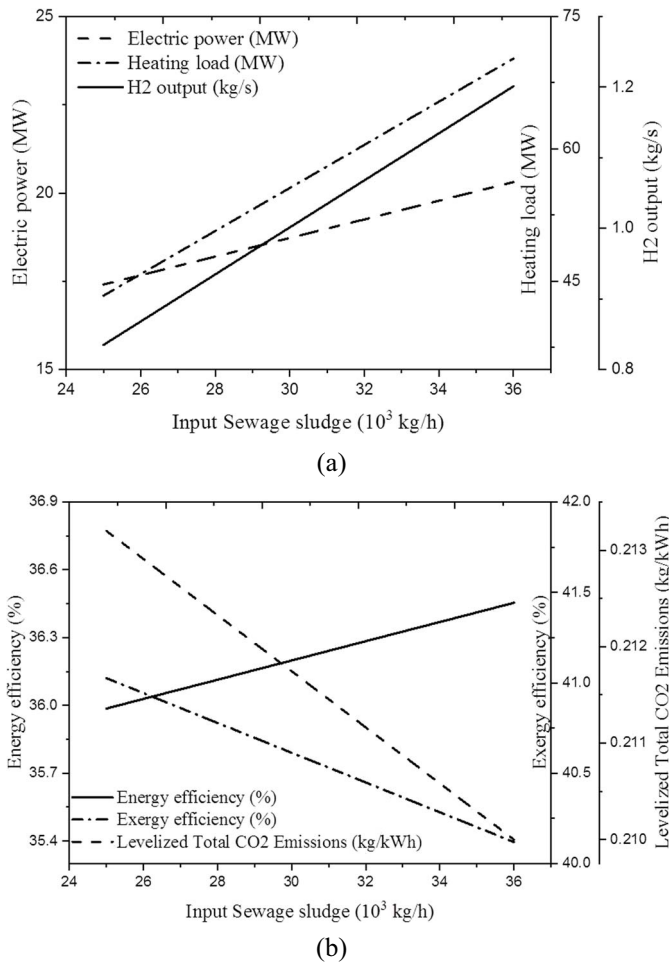 Electric power (MW)
Heating load (MW)
H2 output (kg/s)
25
20
15
Electric power (MW)
75
60
45
Heating load (MW)
1.2
1.0
0.8
H2 output (kg/s)
24 26 28 30 32 34 36
Input Sewage sludge (10³ kg/h)
(a)
36.9
36.6
36.3
36.0
35.7
35.4
Energy efficiency (%)
42.0
41.5
41.0
40.5
40.0
Exergy efficiency (%)
0.213
0.212
0.211
0.210
Levelized Total CO2 Emissions (kg/kWh)
Energy efficiency (%)
Exergy efficiency (%)
Levelized Total CO2 Emissions (kg/kWh)
24 26 28 30 32 34 36
Input Sewage sludge (10³ kg/h)
(b)